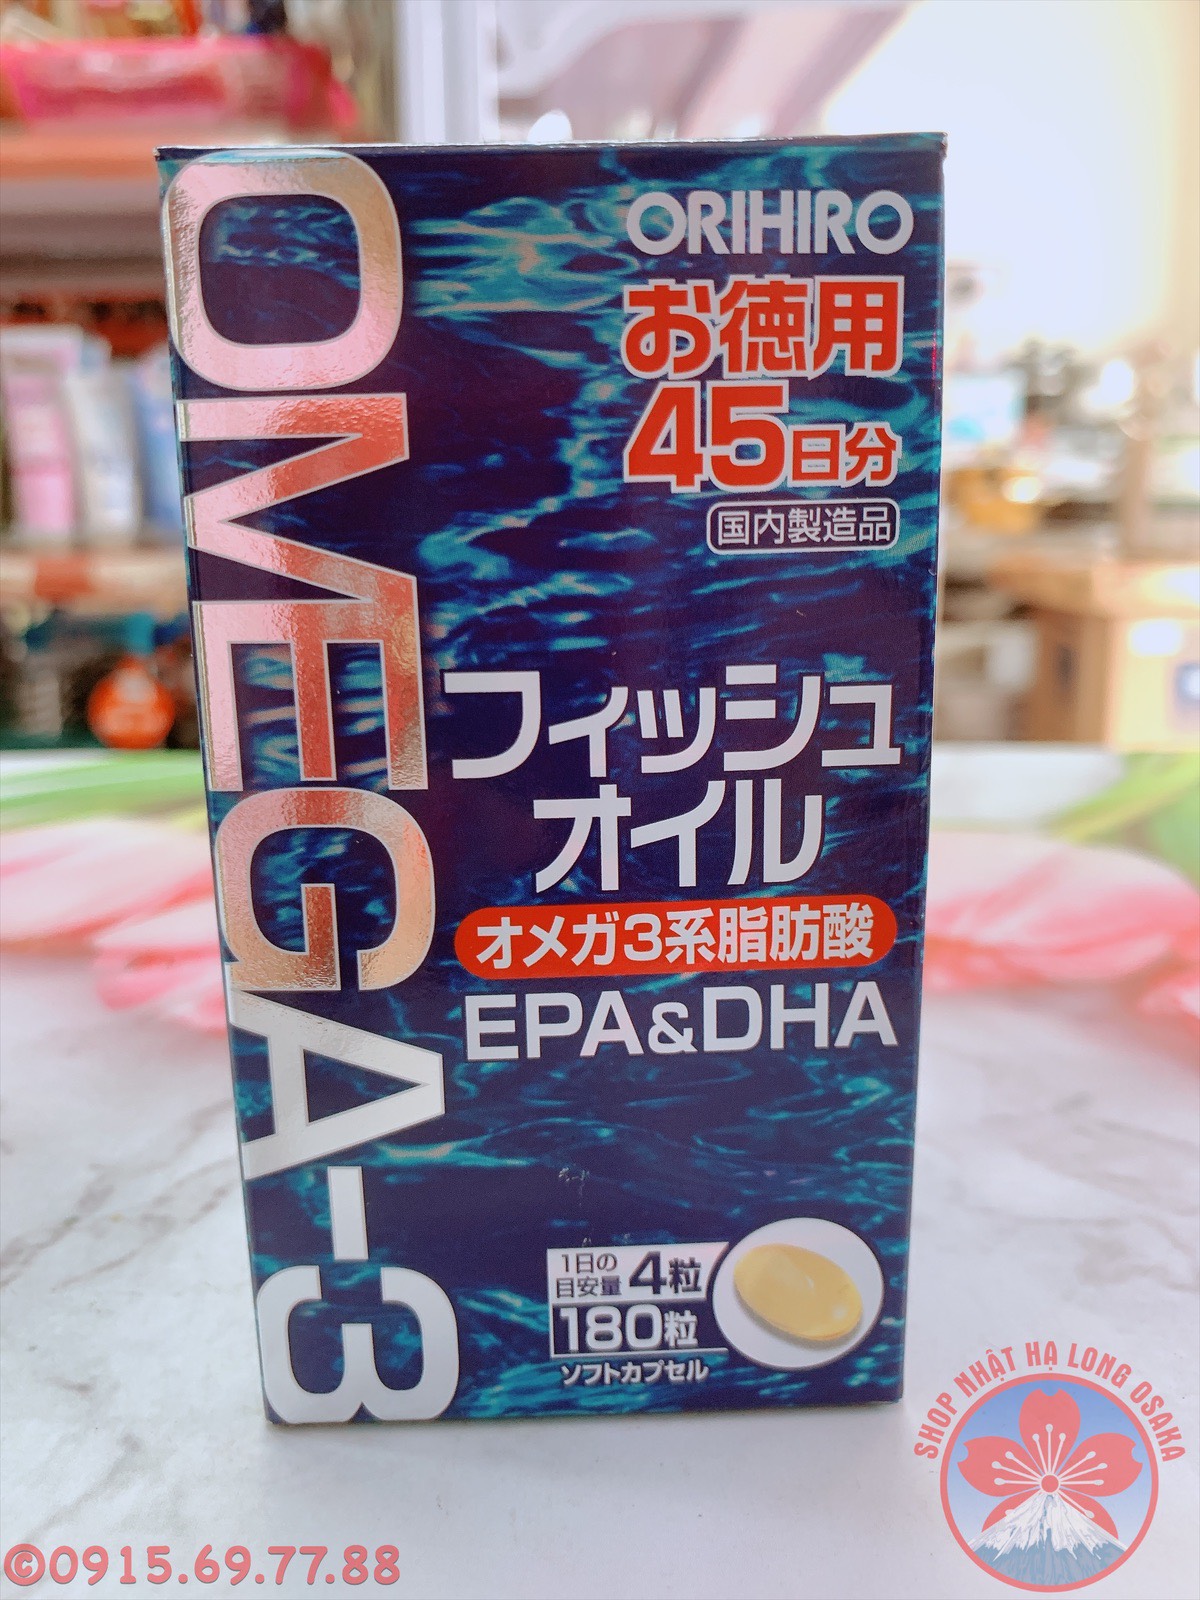 OMEGA-3
ORIHIRO
お徳用
45日分
国内製造品
フィッシュ
オイル
オメガ3系脂肪酸
EPA&DHA
1日の
目安量 4粒
180粒
ソフトカプセル
SHOP NHẬT HẠ LONG OSAKA
©0915.69.77.88